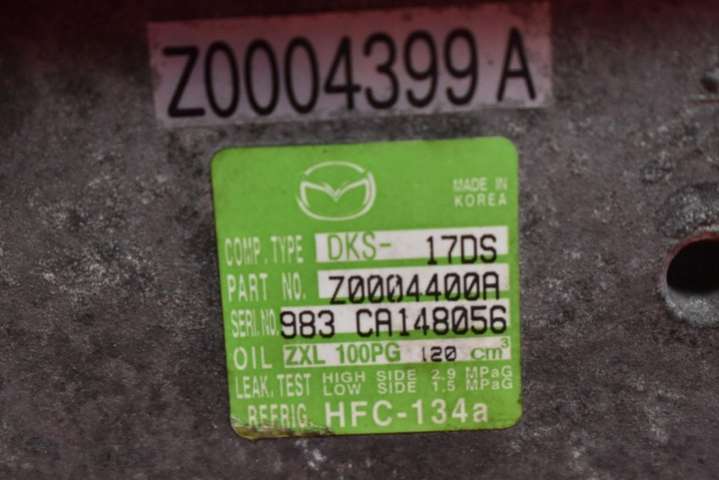 Z0004399A
MADE IN
KOREA
COMP. TYPE DKS- 17DS
PART NO. Z0004400A
SERI.NO. 983 CA148056
OIL ZXL 100PG 120 cm³
LEAK. TEST HIGH SIDE 2.9 MPaG
LOW SIDE 1.5 MPaG
REFRIG. HFC-134a